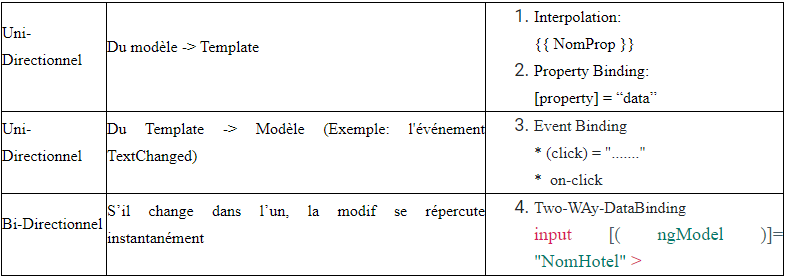 Uni-
Directionnel
Du modèle -> Template
1. Interpolation:
{{ NomProp }}
2. Property Binding:
[property] = “data”
Uni-
Directionnel
Du Template -> Modèle (Exemple: l'événement
TextChanged)
3. Event Binding
* (click) = "......."
* on-click
Bi-Directionnel
S’il change dans l’un, la modif se répercute
instantanément
4. Two-WAy-DataBinding
input [( ngModel )]=
"NomHotel" >